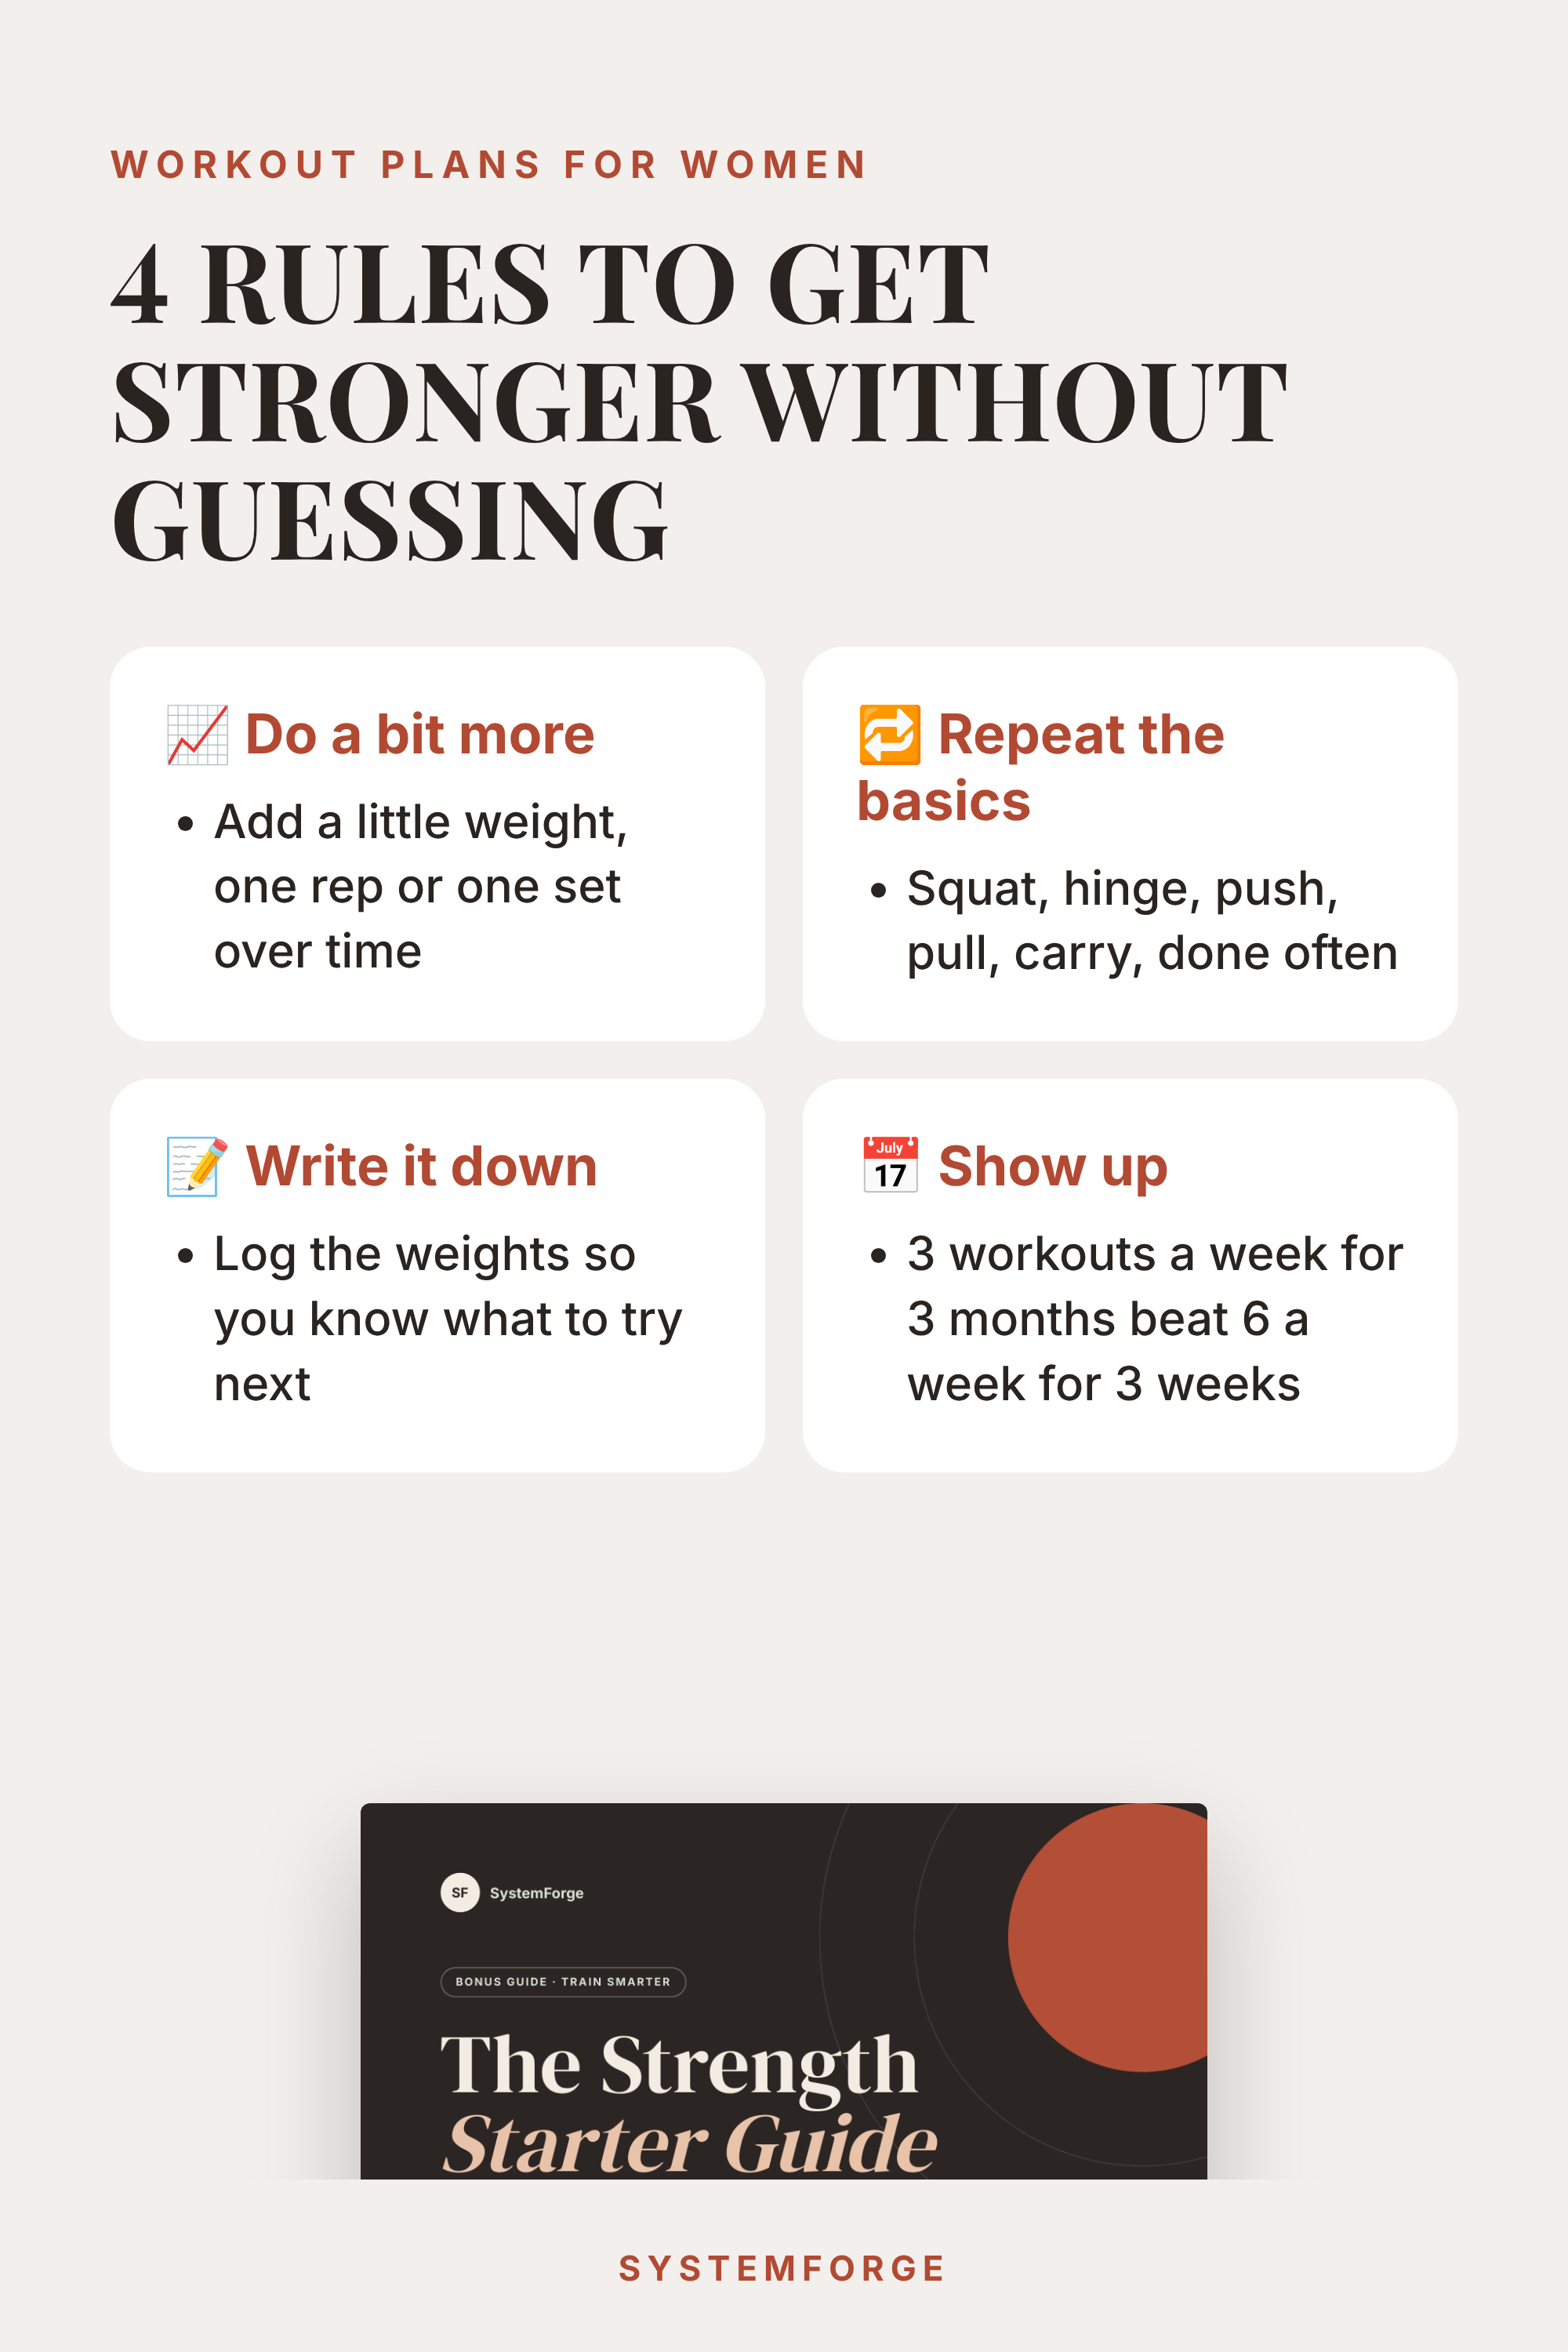 WORKOUT PLANS FOR WOMEN
4 RULES TO GET
STRONGER WITHOUT
GUESSING
📈 Do a bit more
• Add a little weight,
one rep or one set
over time
🔁 Repeat the
basics
• Squat, hinge, push,
pull, carry, done often
📝 Write it down
• Log the weights so
you know what to try
next
July
17
Show up
• 3 workouts a week for
3 months beat 6 a
week for 3 weeks
SF
SystemForge
BONUS GUIDE · TRAIN SMARTER
The Strength
Starter Guide
SYSTEMFORGE